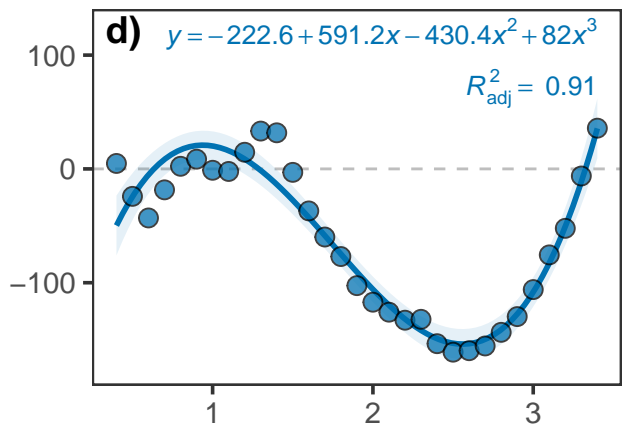 d) y = −222.6 + 591.2x − 430.4x² + 82x³
R²adj = 0.91
100
0
−100
1 2 3